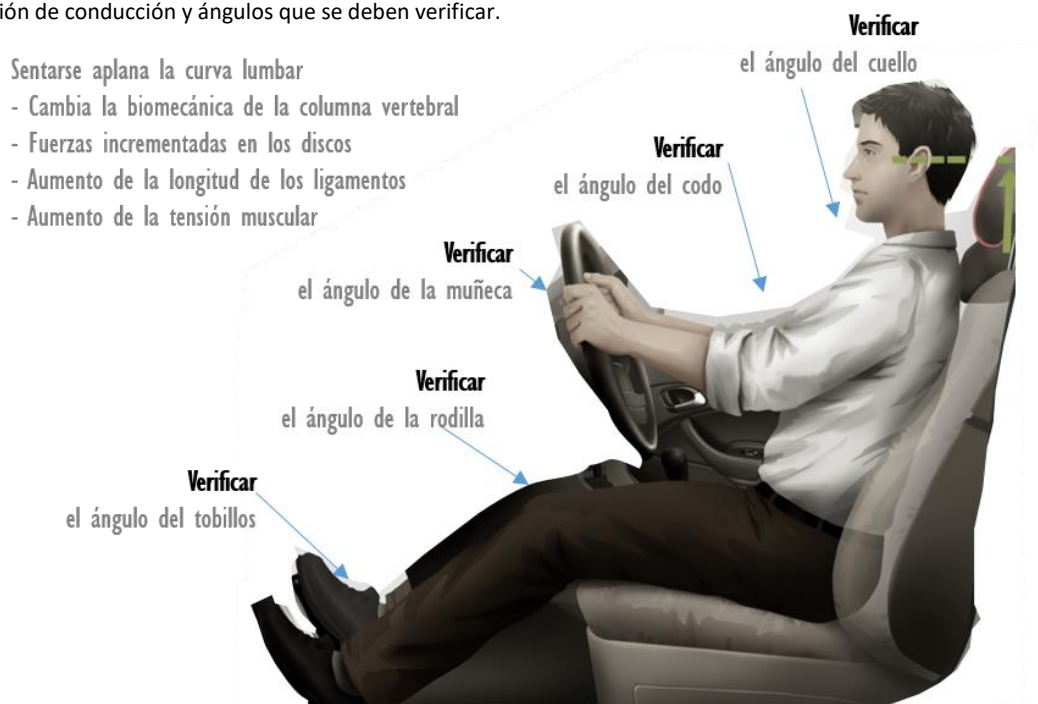 ión de conducción y ángulos que se deben verificar.
Sentarse aplana la curva lumbar
- Cambia la biomecánica de la columna vertebral
- Fuerzas incrementadas en los discos
- Aumento de la longitud de los ligamentos
- Aumento de la tensión muscular
Verificar
el ángulo del cuello
Verificar
el ángulo del codo
Verificar
el ángulo de la muñeca
Verificar
el ángulo de la rodilla
Verificar
el ángulo del tobillos